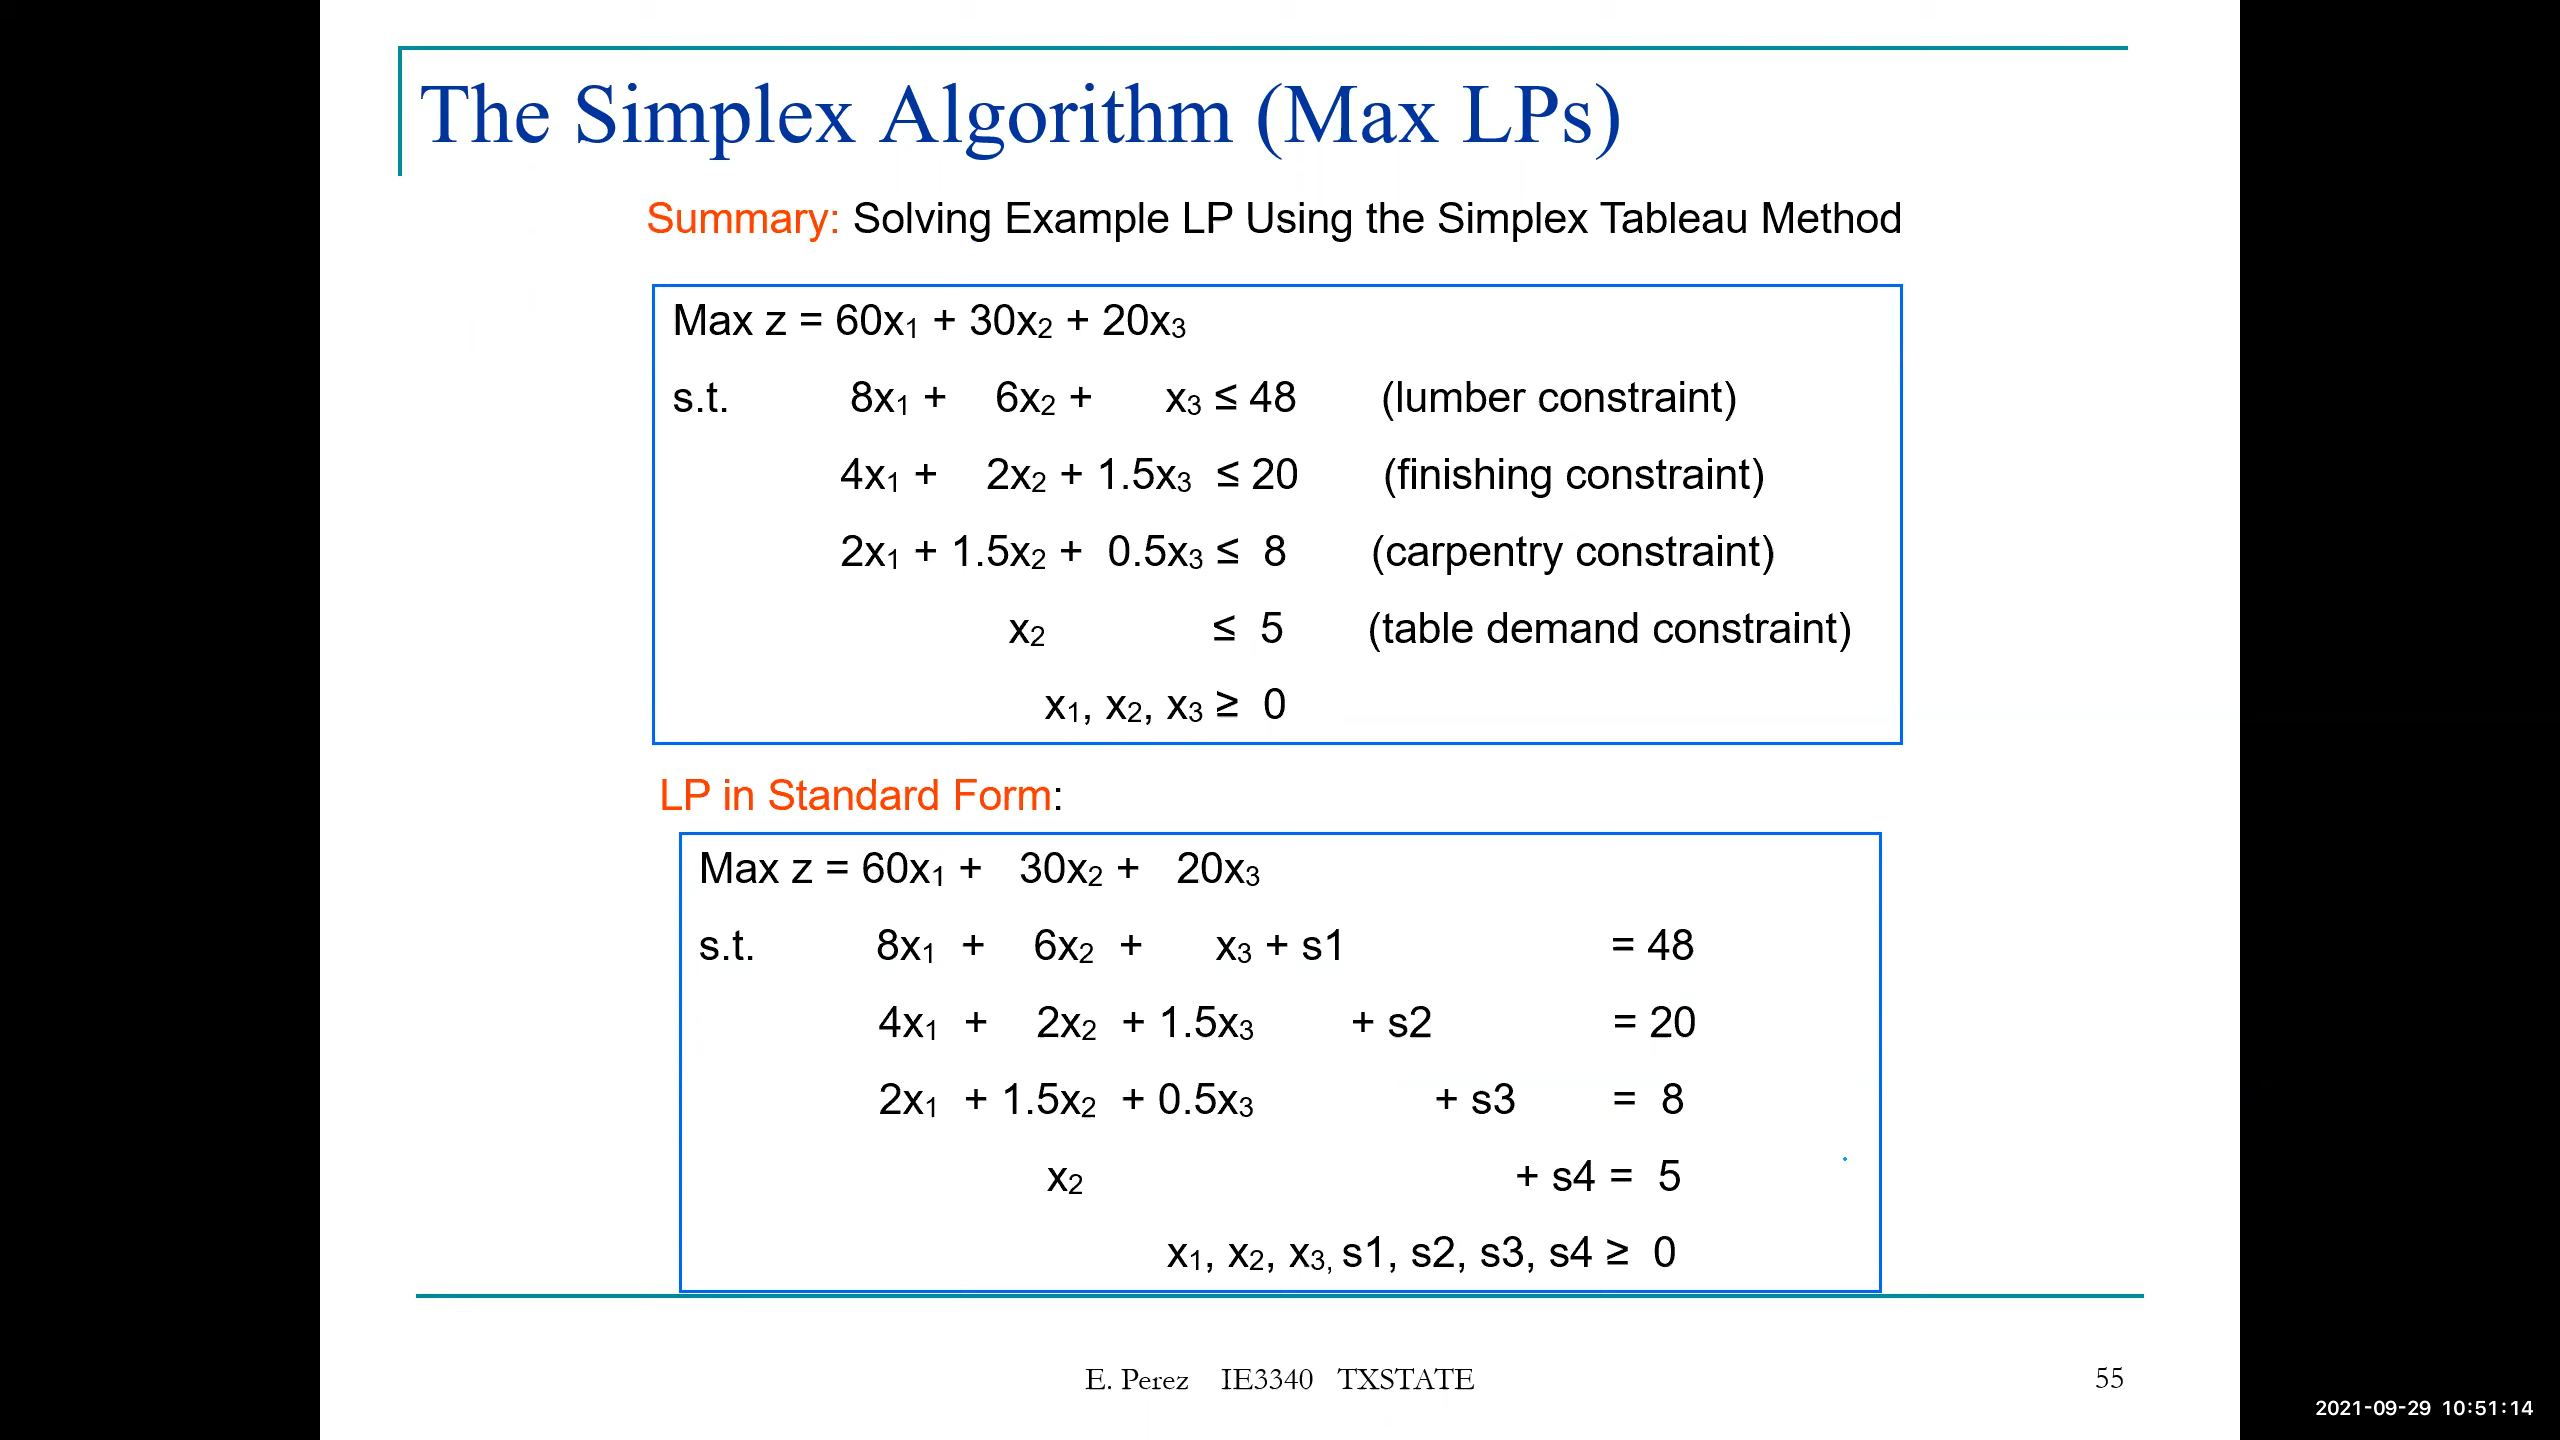 The Simplex Algorithm (Max LPs)
Summary: Solving Example LP Using the Simplex Tableau Method
Max z = 60x₁ + 30x₂ + 20x₃
s.t. 8x₁ + 6x₂ + x₃ ≤ 48 (lumber constraint)
4x₁ + 2x₂ + 1.5x₃ ≤ 20 (finishing constraint)
2x₁ + 1.5x₂ + 0.5x₃ ≤ 8 (carpentry constraint)
x₂ ≤ 5 (table demand constraint)
x₁, x₂, x₃ ≥ 0
LP in Standard Form:
Max z = 60x₁ + 30x₂ + 20x₃
s.t. 8x₁ + 6x₂ + x₃ + s1 = 48
4x₁ + 2x₂ + 1.5x₃ + s2 = 20
2x₁ + 1.5x₂ + 0.5x₃ + s3 = 8
x₂ + s4 = 5
x₁, x₂, x₃, s1, s2, s3, s4 ≥ 0
E. Perez IE3340 TXSTATE 55
2021-09-29 10:51:14